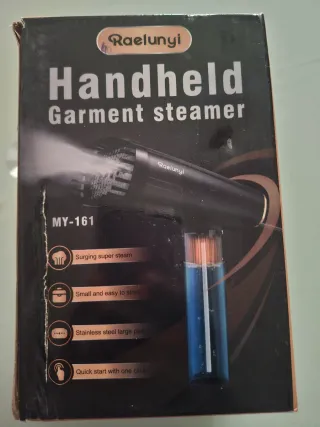 Raelunyi
Handheld
Garment steamer
Raelunyi
MY-161
Surging super steam
Small and easy to
Stainless steel large
Quick start with one